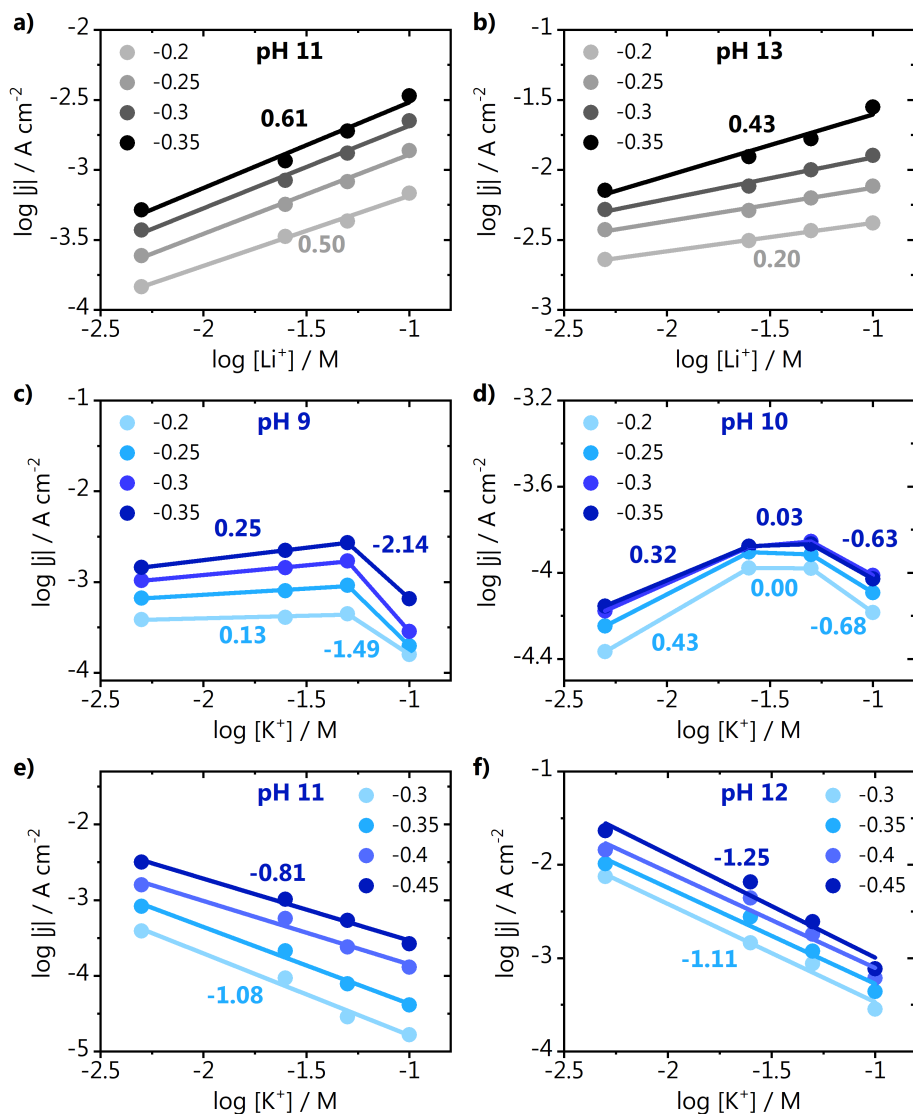 a)
pH 11
-0.2
-0.25
-0.3
-0.35
0.61
0.50
log |j| / A cm⁻²
-2
-2.5
-3
-3.5
-4
-2.5 -2 -1.5 -1
log [Li⁺] / M
b)
pH 13
-0.2
-0.25
-0.3
-0.35
0.43
0.20
log |j| / A cm⁻²
-1
-1.5
-2
-2.5
-3
-2.5 -2 -1.5 -1
log [Li⁺] / M
c)
pH 9
-0.2
-0.25
-0.3
-0.35
0.25
-2.14
0.13
-1.49
log |j| / A cm⁻²
-1
-2
-3
-4
-2.5 -2 -1.5 -1
log [K⁺] / M
d)
pH 10
-0.2
-0.25
-0.3
-0.35
0.03
0.32
-0.63
0.00
0.43
-0.68
log |j| / A cm⁻²
-3.2
-3.6
-4.0
-4.4
-2.5 -2 -1.5 -1
log [K⁺] / M
e)
pH 11
-0.3
-0.35
-0.4
-0.45
-0.81
-1.08
log |j| / A cm⁻²
-2
-3
-4
-5
-2.5 -2 -1.5 -1
log [K⁺] / M
f)
pH 12
-0.3
-0.35
-0.4
-0.45
-1.25
-1.11
log |j| / A cm⁻²
-1
-2
-3
-4
-2.5 -2 -1.5 -1
log [K⁺] / M